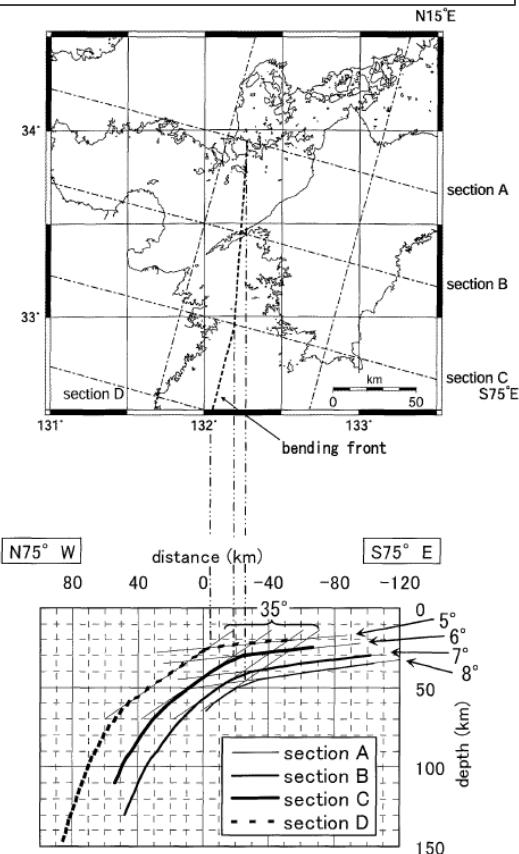 N15°E
34°
section A
section B
33°
section C
section D
km
0 50
S75°E
131° 132° 133°
bending front
N75° W distance (km) S75° E
80 40 0 -40 -80 -120
35°
0
5°
6°
7°
8°
50
100
150
depth (km)
section A
section B
section C
section D